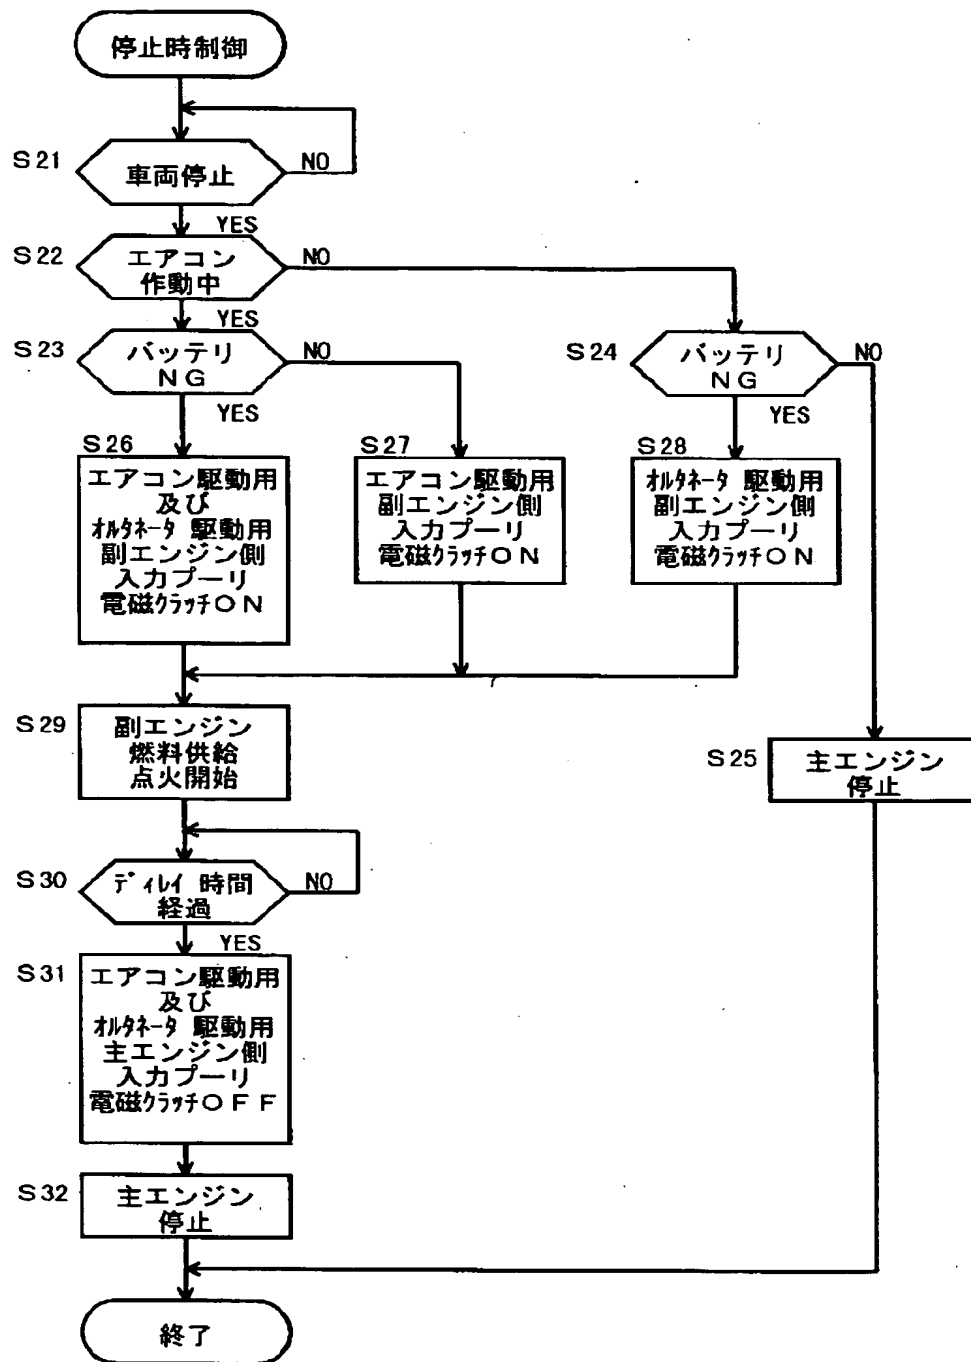 停止時制御
S21
車両停止
NO
YES
S22
エアコン
作動中
NO
YES
S23
バッテリ
NG
NO
YES
S24
バッテリ
NG
NO
YES
S26
エアコン駆動用
及び
ｵﾙﾀﾈｰﾀ 駆動用
副エンジン側
入力プーリ
電磁ｸﾗｯﾁON
S27
エアコン駆動用
副エンジン側
入力プーリ
電磁ｸﾗｯﾁON
S28
ｵﾙﾀﾈｰﾀ 駆動用
副エンジン側
入力プーリ
電磁ｸﾗｯﾁON
S29
副エンジン
燃料供給
点火開始
S25
主エンジン
停止
S30
ﾃﾞｨﾚｲ 時間
経過
NO
YES
S31
エアコン駆動用
及び
ｵﾙﾀﾈｰﾀ 駆動用
主エンジン側
入力プーリ
電磁ｸﾗｯﾁOFF
S32
主エンジン
停止
終了